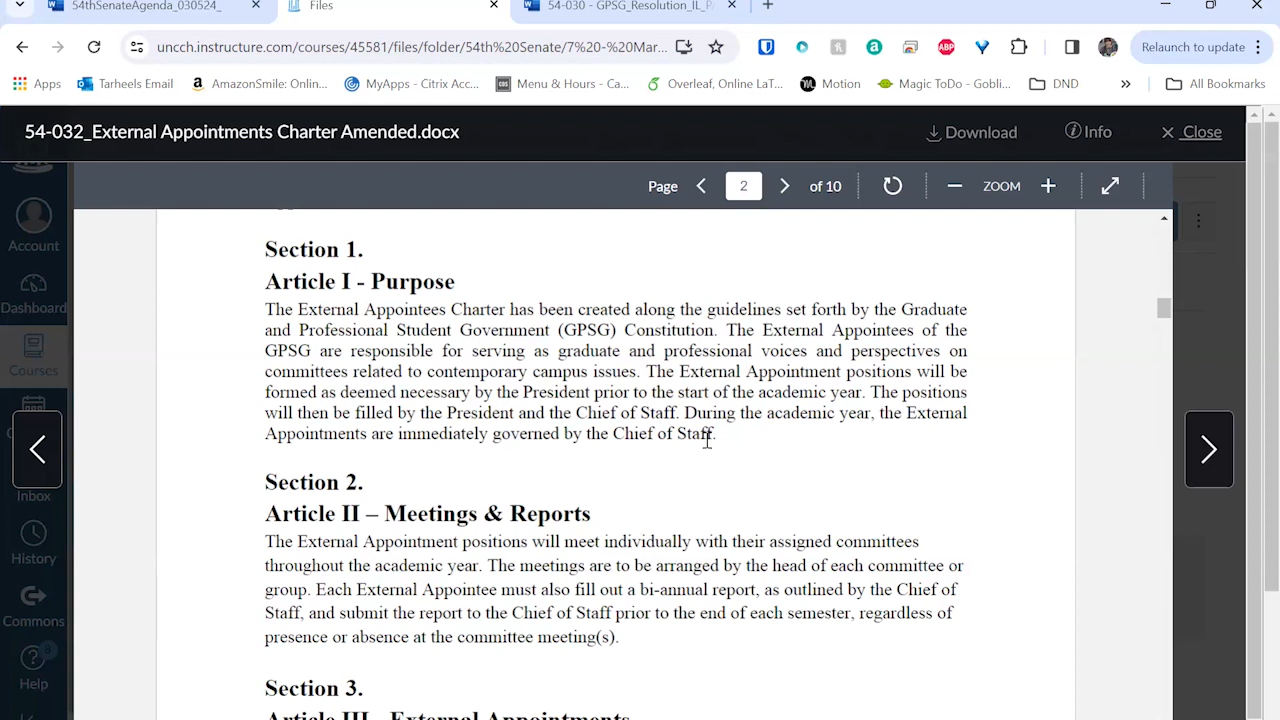 54thSenateAgenda_030524_
Files
54-030 - GPSG_Resolution_IL_R
uncch.instructure.com/courses/45581/files/folder/54th%20Senate/7%20-%20Mar...
Relaunch to update
Apps
Tarheels Email
AmazonSmile: Onlin...
MyApps - Citrix Acc...
Menu & Hours - Ca...
Overleaf, Online LaT...
Motion
Magic ToDo - Gobli...
DND
»
All Bookmarks
54-032_External Appointments Charter Amended.docx
Download
Info
Close
Page
2
of 10
ZOOM
Account
Dashboard
Courses
Inbox
History
Commons
8
Help
Section 1.
Article I - Purpose
The External Appointees Charter has been created along the guidelines set forth by the Graduate
and Professional Student Government (GPSG) Constitution. The External Appointees of the
GPSG are responsible for serving as graduate and professional voices and perspectives on
committees related to contemporary campus issues. The External Appointment positions will be
formed as deemed necessary by the President prior to the start of the academic year. The positions
will then be filled by the President and the Chief of Staff. During the academic year, the External
Appointments are immediately governed by the Chief of Staff.
Section 2.
Article II – Meetings & Reports
The External Appointment positions will meet individually with their assigned committees
throughout the academic year. The meetings are to be arranged by the head of each committee or
group. Each External Appointee must also fill out a bi-annual report, as outlined by the Chief of
Staff, and submit the report to the Chief of Staff prior to the end of each semester, regardless of
presence or absence at the committee meeting(s).
Section 3.
Article III - External Appointments